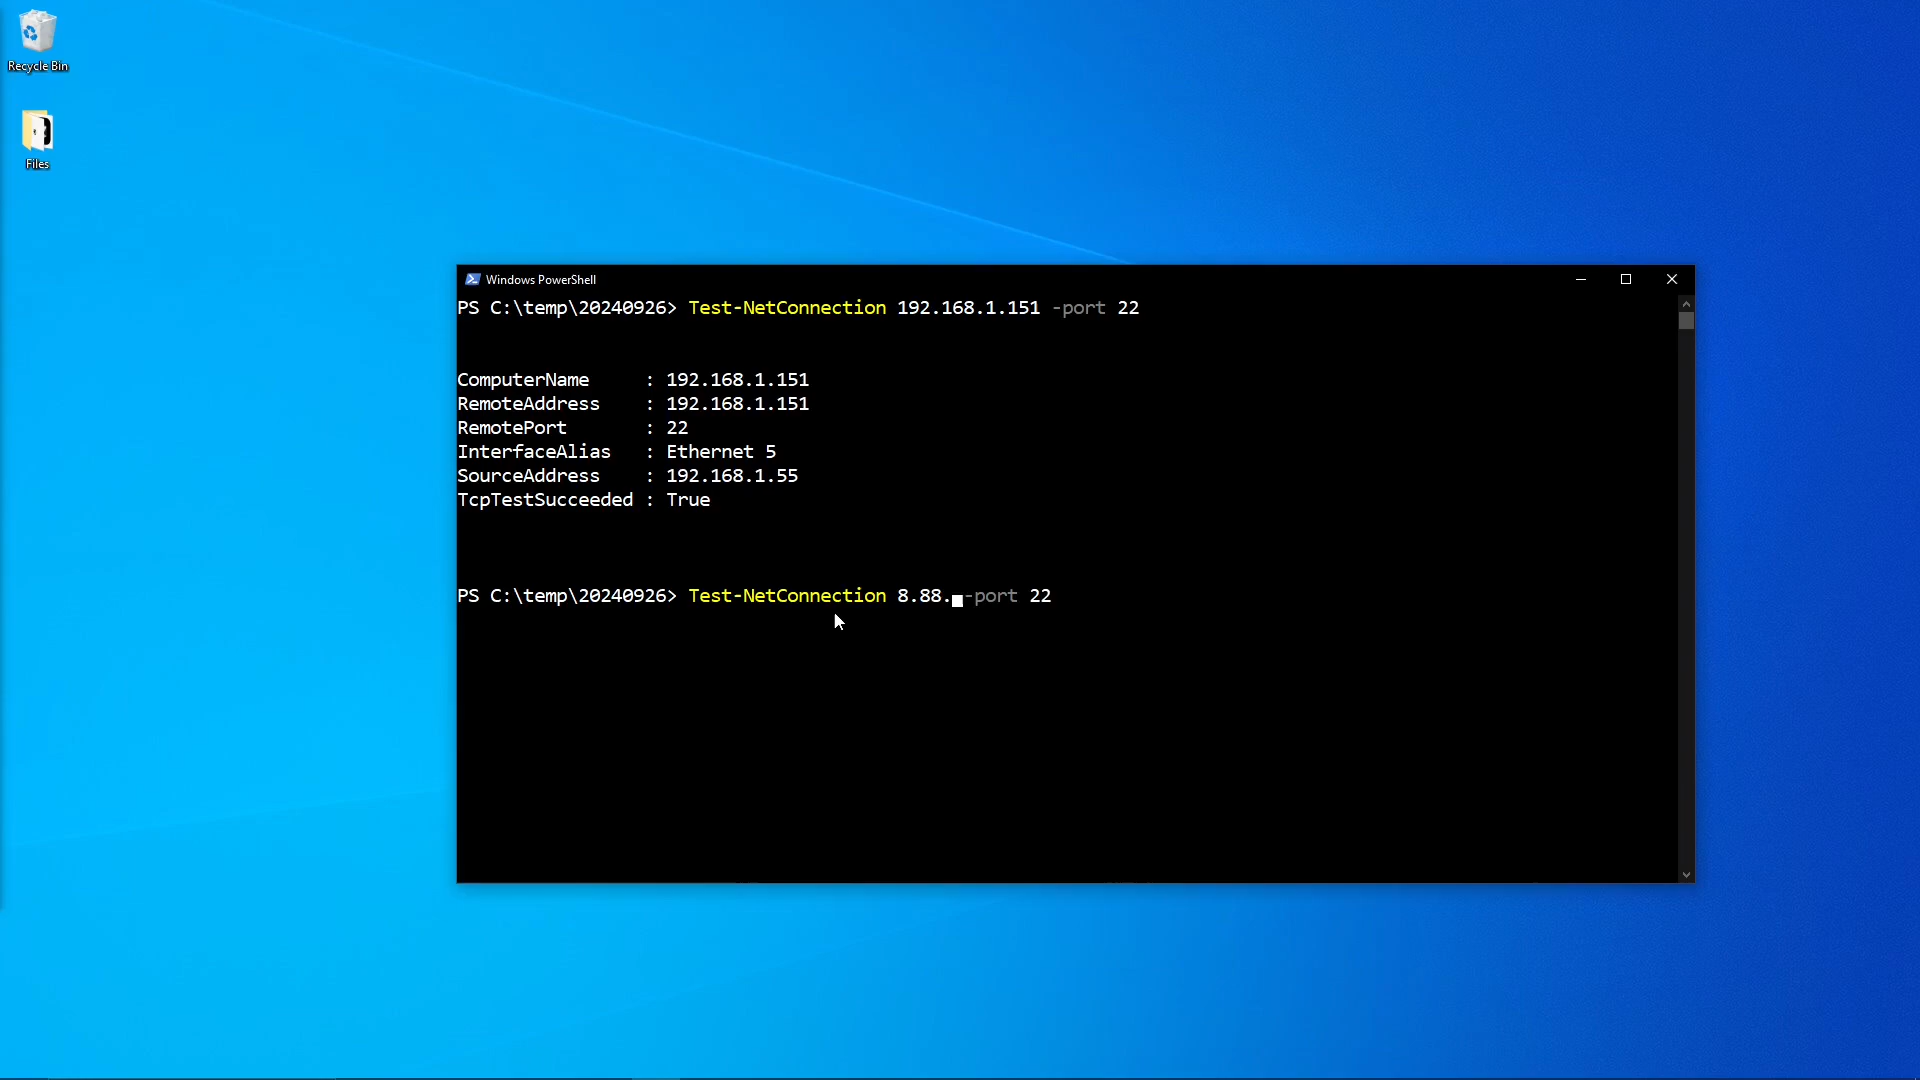 Recycle Bin
Files
Windows PowerShell
PS C:\temp\20240926> Test-NetConnection 192.168.1.151 -port 22
ComputerName     : 192.168.1.151
RemoteAddress    : 192.168.1.151
RemotePort       : 22
InterfaceAlias   : Ethernet 5
SourceAddress    : 192.168.1.55
TcpTestSucceeded : True
PS C:\temp\20240926> Test-NetConnection 8.88. -port 22